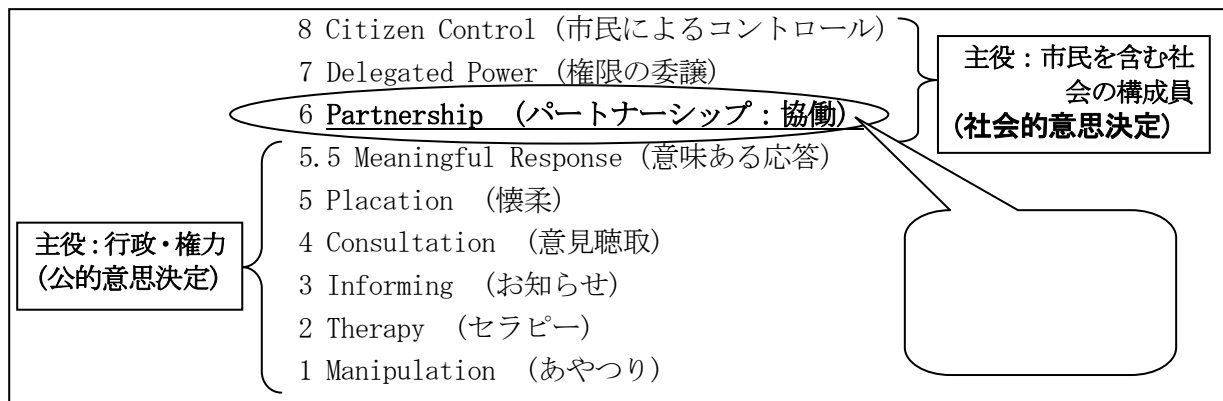 8 Citizen Control (市民によるコントロール)
7 Delegated Power (権限の委譲)
6 Partnership (パートナーシップ：協働)
5.5 Meaningful Response (意味ある応答)
5 Placation (懐柔)
4 Consultation (意見聴取)
3 Informing (お知らせ)
2 Therapy (セラピー)
1 Manipulation (あやつり)
主役：市民を含む社
会の構成員
(社会的意思決定)
主役：行政・権力
(公的意思決定)